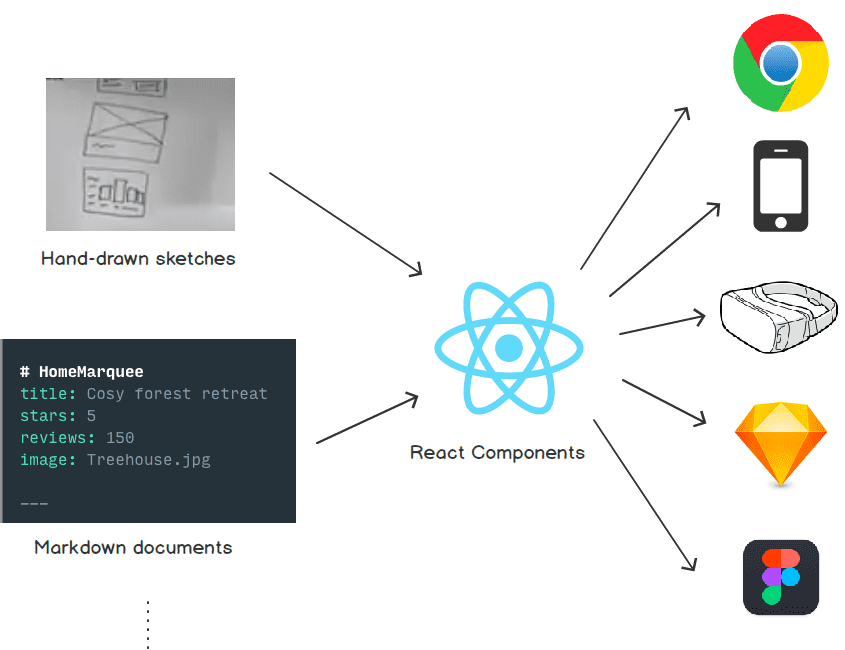 Hand-drawn sketches
# HomeMarquee
title: Cosy forest retreat
stars: 5
reviews: 150
image: Treehouse.jpg
---
Markdown documents
React Components